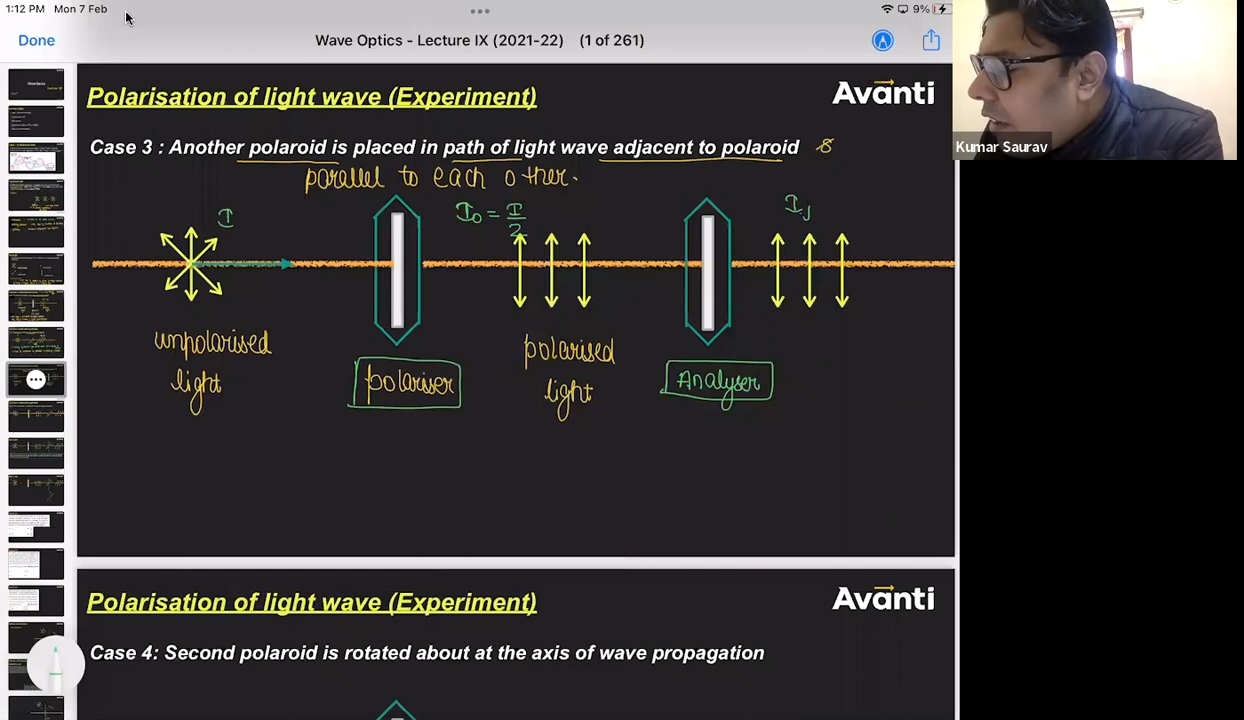 1:12 PM Mon 7 Feb
9%
Done
Wave Optics - Lecture IX (2021-22) (1 of 261)
Polarisation of light wave (Experiment)
Avanti
Case 3 : Another polaroid is placed in path of light wave adjacent to polaroid &
parallel to each other.
I
I₀ = I/2
unpolarised
light
polariser
polarised
light
Analyser
Kumar Saurav
Polarisation of light wave (Experiment)
Avanti
Case 4: Second polaroid is rotated about at the axis of wave propagation